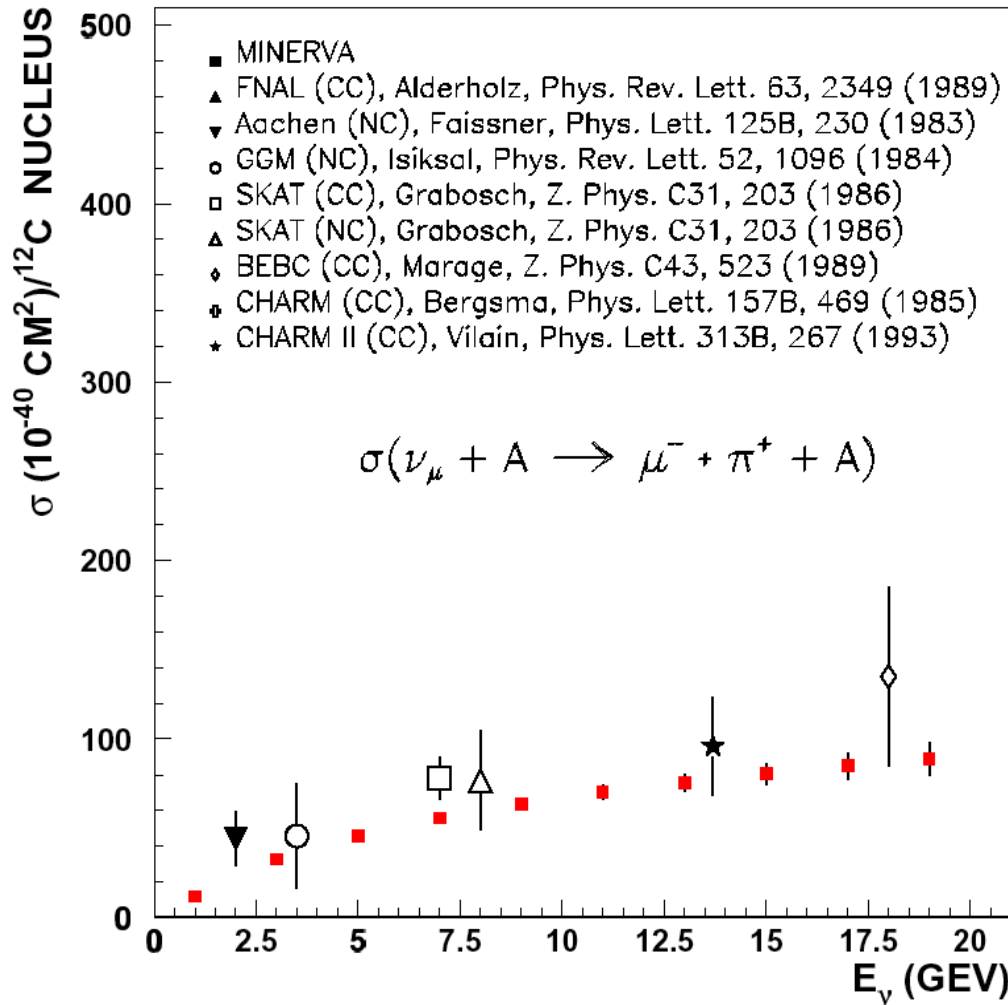 500
400
300
200
100
0
σ (10⁻⁴⁰ CM²)/¹²C NUCLEUS
MINERVA
FNAL (CC), Alderholz, Phys. Rev. Lett. 63, 2349 (1989)
Aachen (NC), Faissner, Phys. Lett. 125B, 230 (1983)
GGM (NC), Isiksal, Phys. Rev. Lett. 52, 1096 (1984)
SKAT (CC), Grabosch, Z. Phys. C31, 203 (1986)
SKAT (NC), Grabosch, Z. Phys. C31, 203 (1986)
BEBC (CC), Marage, Z. Phys. C43, 523 (1989)
CHARM (CC), Bergsma, Phys. Lett. 157B, 469 (1985)
CHARM II (CC), Vilain, Phys. Lett. 313B, 267 (1993)
σ(ν_μ + A → μ⁻ + π⁺ + A)
0 2.5 5 7.5 10 12.5 15 17.5 20
E_ν (GEV)